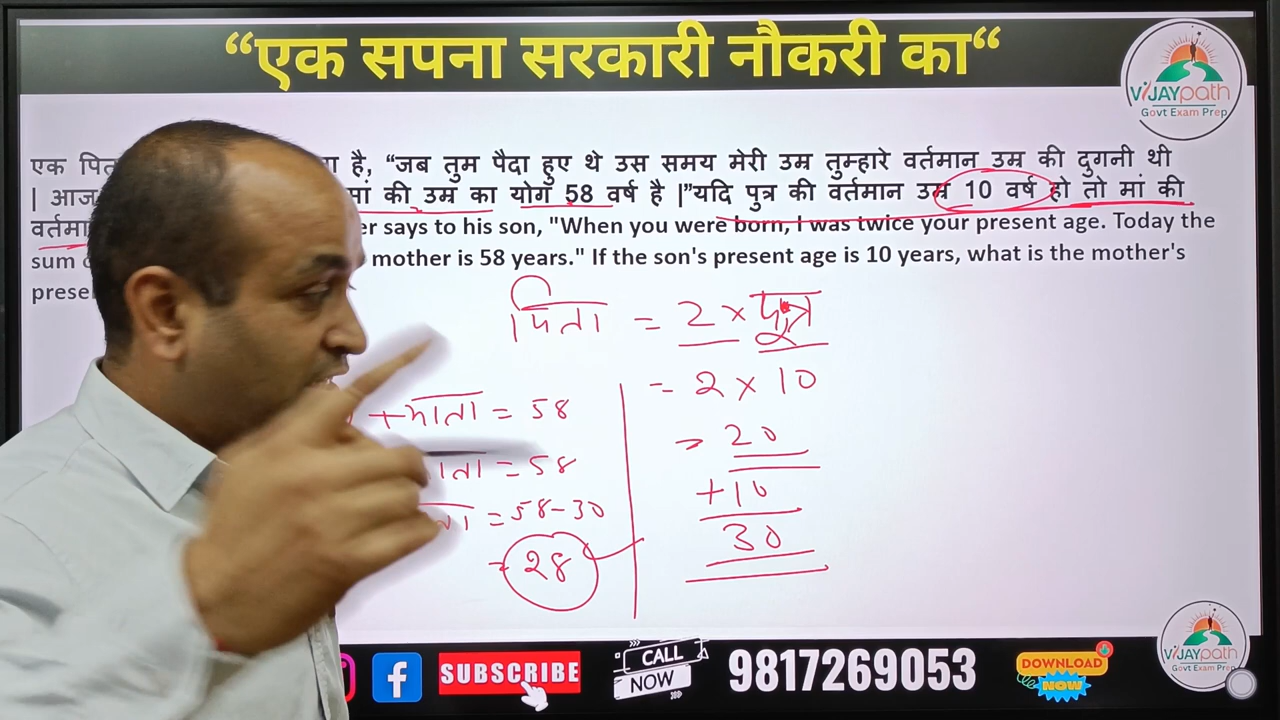 “एक सपना सरकारी नौकरी का“
VIJAYpath
Govt Exam Prep
एक है, “जब तुम पैदा हुए थे उस समय मेरी उम्र तुम्हारे वर्तमान उम्र की दुगनी थी
| आज मां की उम्र का योग 58 वर्ष है |”यदि पुत्र की वर्तमान उम्र 10 वर्ष हो तो मां की
says to his son, "When you were born, I was twice your present age. Today the
sum mother is 58 years." If the son's present age is 10 years, what is the mother's
पिता = 2 × पुत्र
= 2 × 10
+ माता = 58
20
= 58
+10
= 58-30
30
28
SUBSCRIBE
CALL
NOW
9817269053
DOWNLOAD
NOW
VIJAYpath
Govt Exam Prep